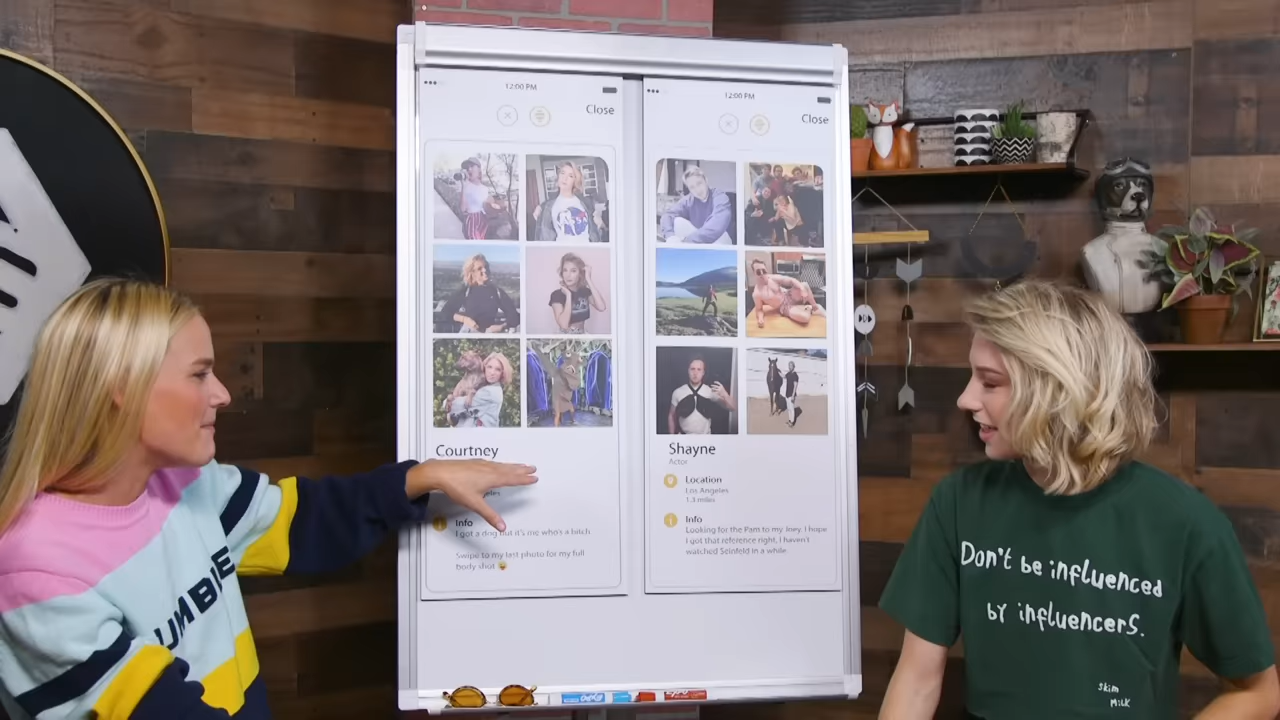 12:00 PM
Close
Courtney
Info
I got a dog but it's me who's a bitch.
Swipe to my last photo for my full
body shot
12:00 PM
Close
Shayne
Actor
Location
Los Angeles
1.3 miles
Info
Looking for the Pam to my Joey. I hope
I got that reference right, I haven't
watched Seinfeld in a while
UMBIE
Don't be influenced
by influencers.
skim
MiLK
EXPO